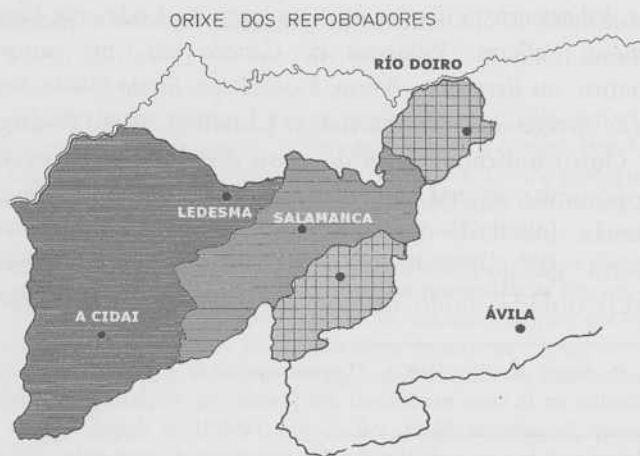 ORIXE DOS REPOBOADORES
RÍO DOIRO
LEDESMA
SALAMANCA
A CIDAI
ÁVILA